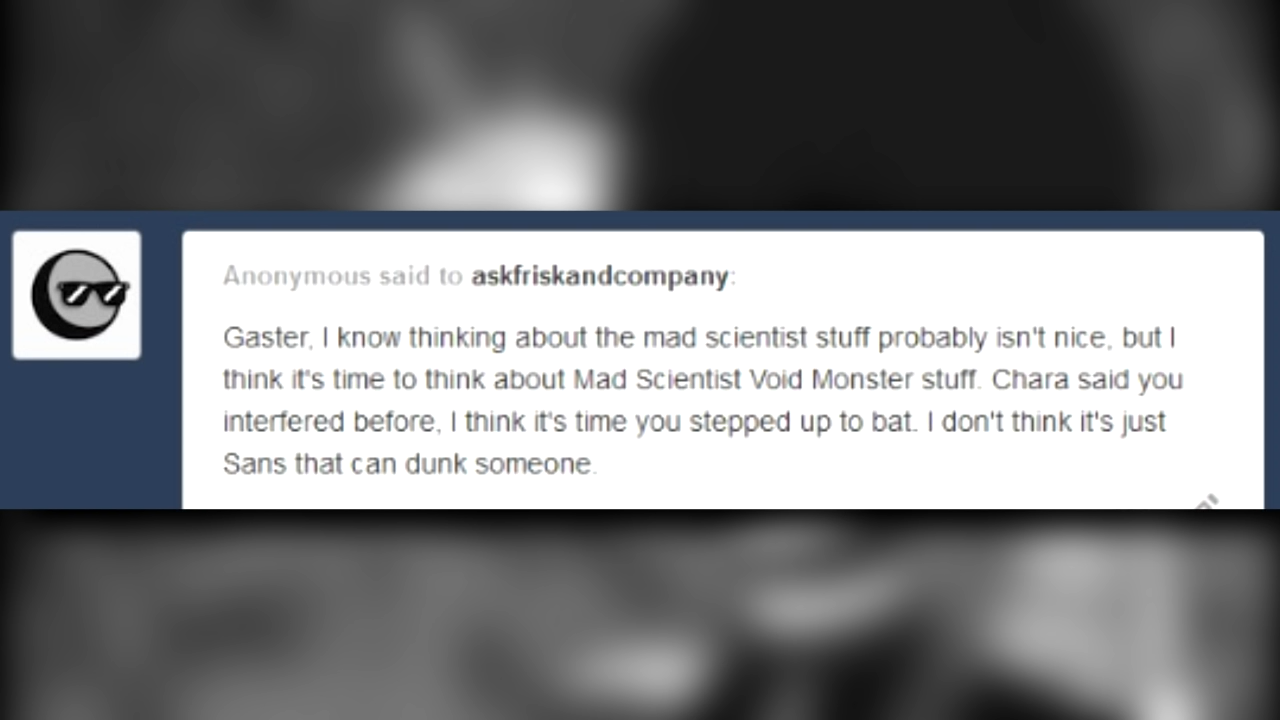 Anonymous said to askfriskandcompany:
Gaster, I know thinking about the mad scientist stuff probably isn't nice, but I
think it's time to think about Mad Scientist Void Monster stuff. Chara said you
interfered before, I think it's time you stepped up to bat. I don't think it's just
Sans that can dunk someone.